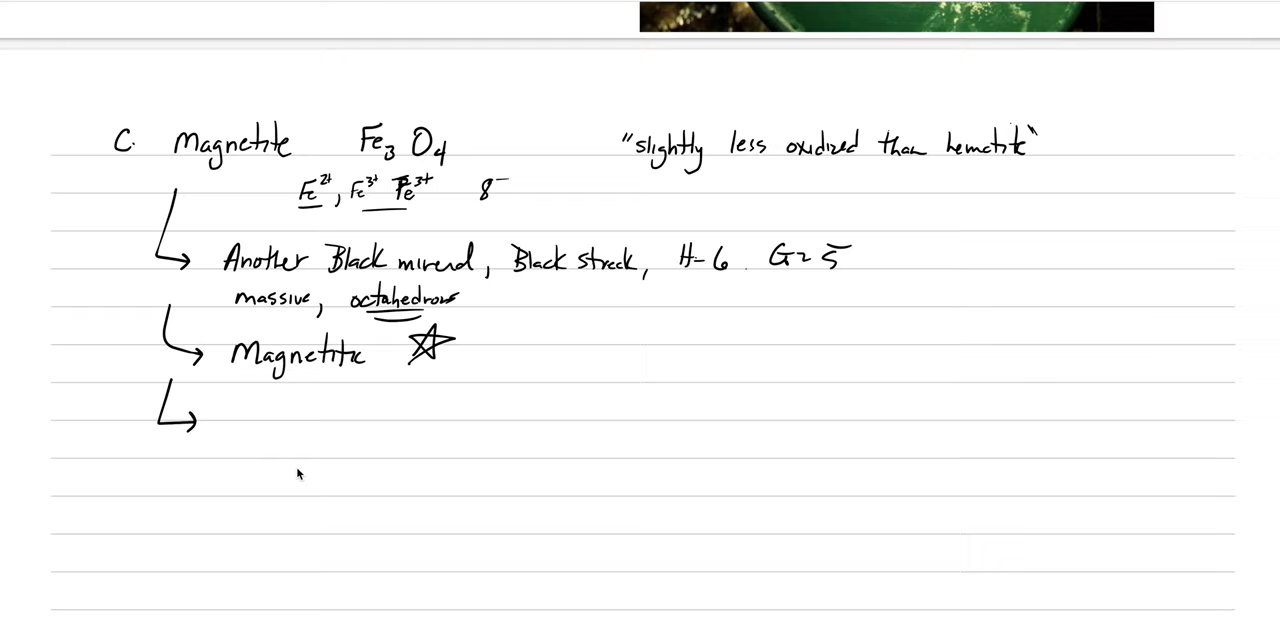 C. Magnetite Fe₃O₄ "slightly less oxidized than hematite"
Fe²⁺, Fe³⁺ Fe³⁺ 8⁻
Another Black mineral, Black streak, H=6. G=5
massive, octahedrons
Magnetitic